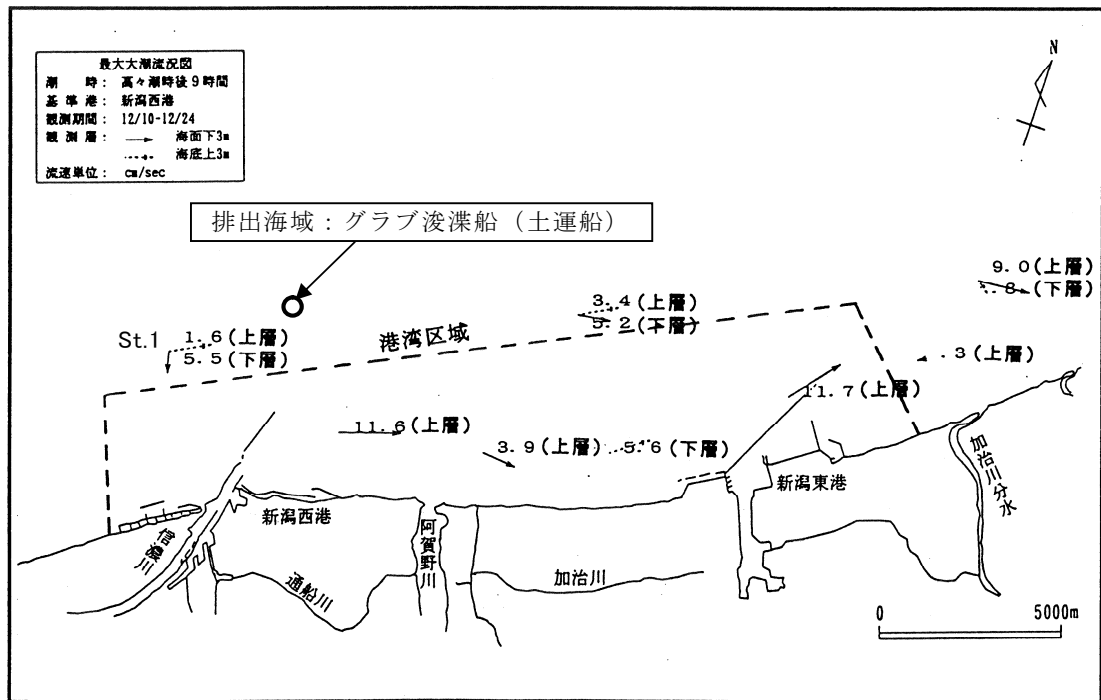 最大大潮流況図
潮　時： 高々潮時後９時間
基準港： 新潟西港
観測期間： 12/10-12/24
観測層： 海面下3m
海底上3m
流速単位： cm/sec
N
排出海域：グラブ浚渫船（土運船）
9.0(上層)
.8(下層)
3.4(上層)
5.2(下層)
St.1
1.6(上層)
5.5(下層)
港湾区域
.3(上層)
11.7(上層)
11.6(上層)
3.9(上層)
5.6(下層)
新潟東港
加治川分水
新潟西港
信濃川
阿賀野川
通船川
加治川
0
5000m